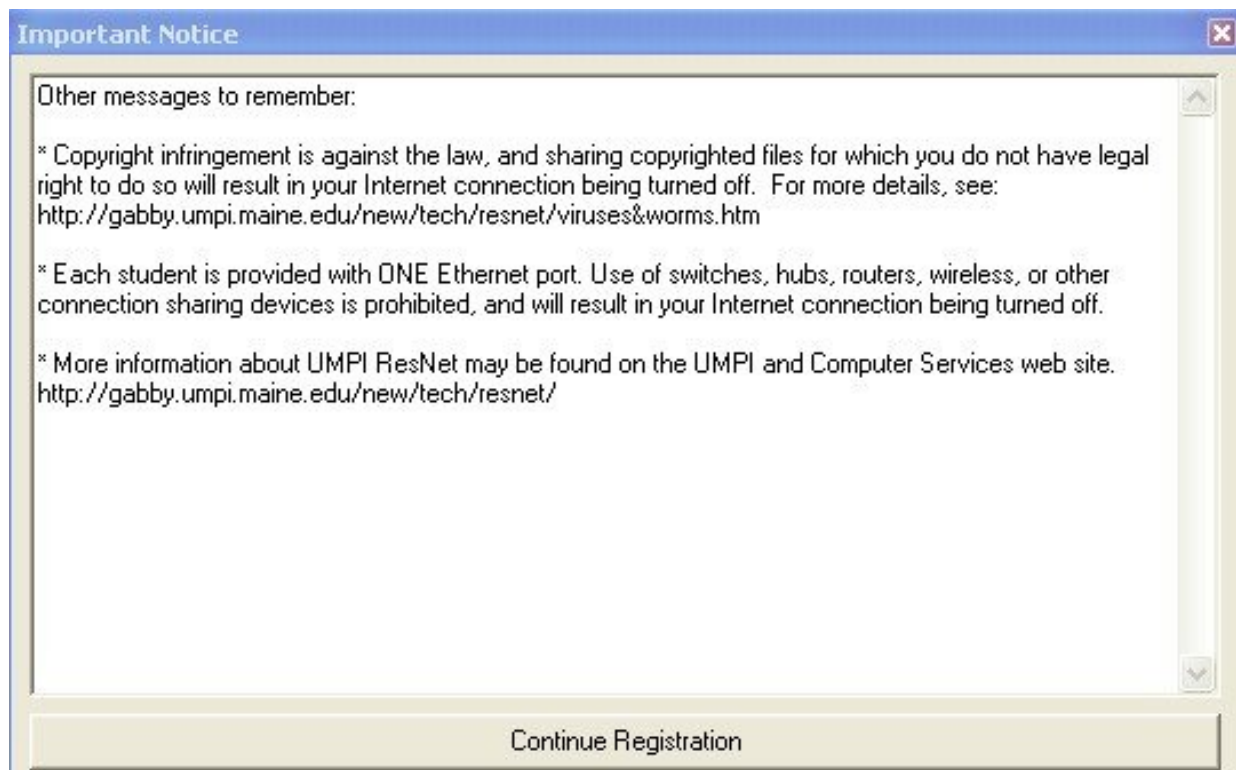 Important Notice
Other messages to remember:
* Copyright infringement is against the law, and sharing copyrighted files for which you do not have legal
right to do so will result in your Internet connection being turned off.  For more details, see:
http://gabby.umpi.maine.edu/new/tech/resnet/viruses&worms.htm
* Each student is provided with ONE Ethernet port. Use of switches, hubs, routers, wireless, or other
connection sharing devices is prohibited, and will result in your Internet connection being turned off.
* More information about UMPI ResNet may be found on the UMPI and Computer Services web site.
http://gabby.umpi.maine.edu/new/tech/resnet/
Continue Registration